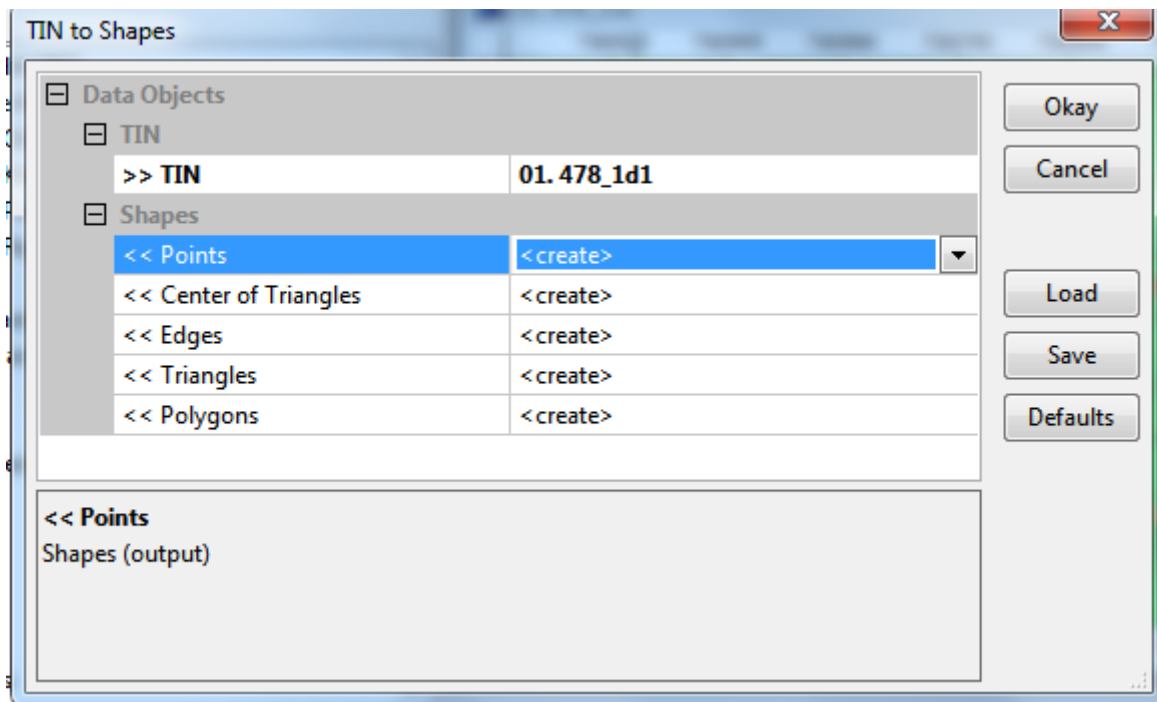 TIN to Shapes
Data Objects
TIN
>> TIN 01. 478_1d1
Shapes
<< Points <create>
<< Center of Triangles <create>
<< Edges <create>
<< Triangles <create>
<< Polygons <create>
Okay
Cancel
Load
Save
Defaults
<< Points
Shapes (output)